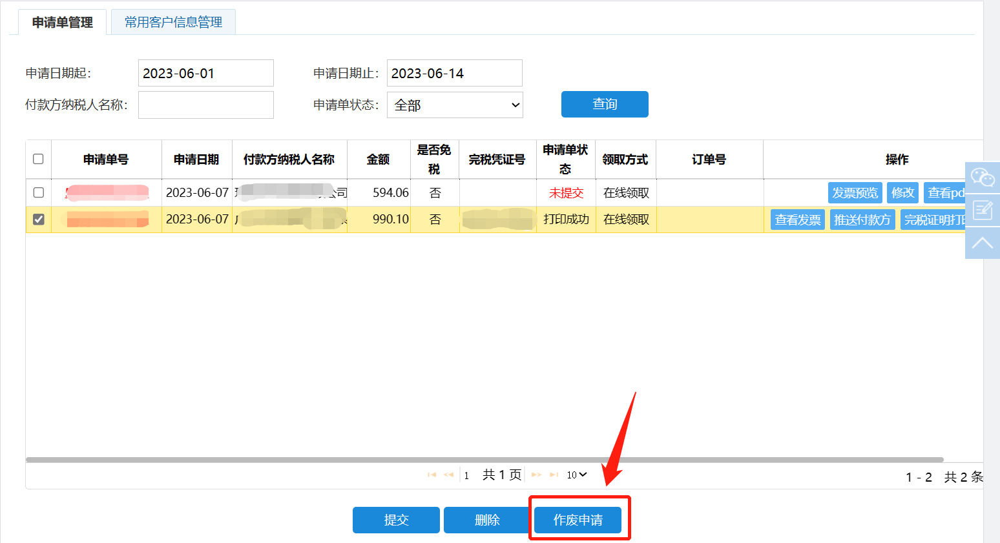 申请单管理 常用客户信息管理
申请日期起： 2023-06-01 申请日期止： 2023-06-14
付款方纳税人名称： 申请单状态： 全部 查询
申请单号 申请日期 付款方纳税人名称 金额 是否免税 完税凭证号 申请单状态 领取方式 订单号 操作
2023-06-07 公司 594.06 否 未提交 在线领取 发票预览 修改 查看pd
2023-06-07 990.10 否 打印成功 在线领取 查看发票 推送付款方 完税证明打印
1 共 1 页 10 1 - 2 共 2 条
提交 删除 作废申请